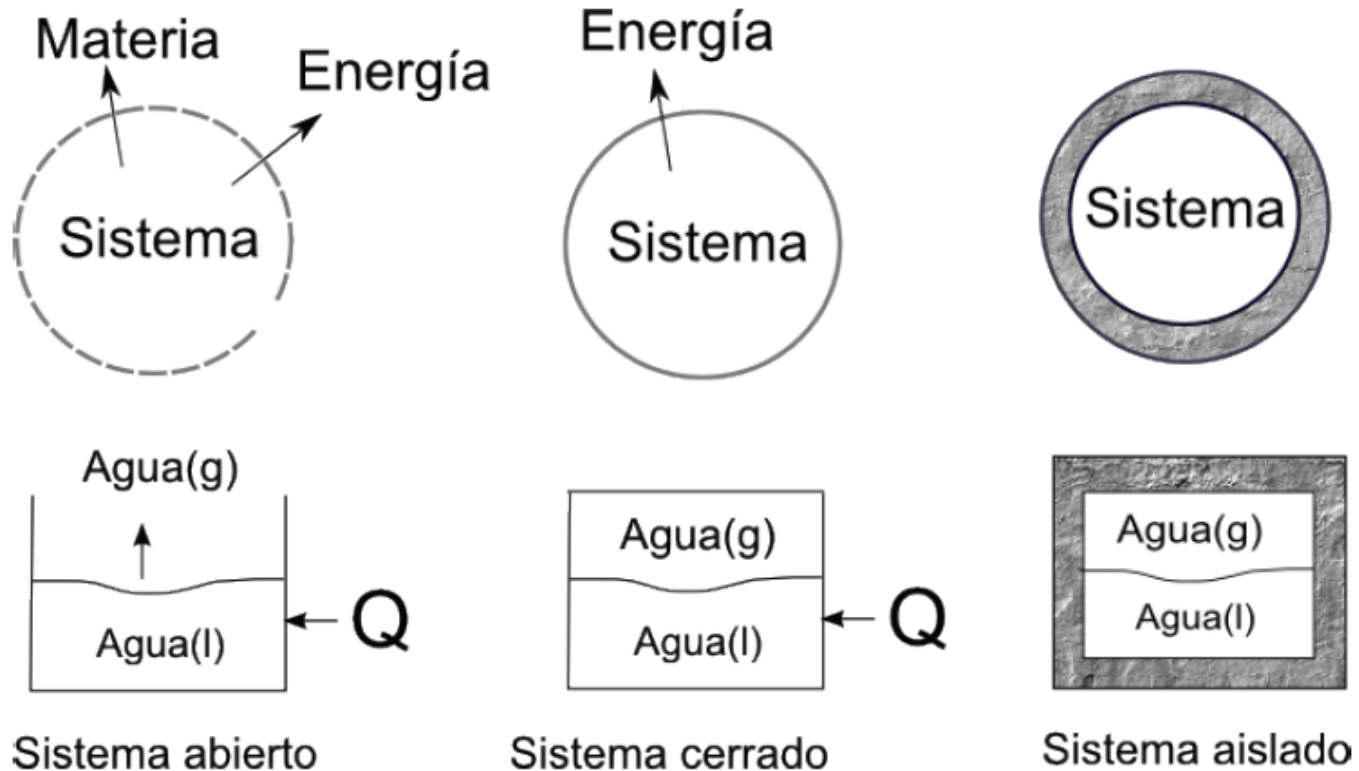 Materia
Energía
Sistema
Energía
Sistema
Sistema
Agua(g)
Agua(l)
Q
Agua(g)
Agua(l)
Q
Agua(g)
Agua(l)
Sistema abierto
Sistema cerrado
Sistema aislado